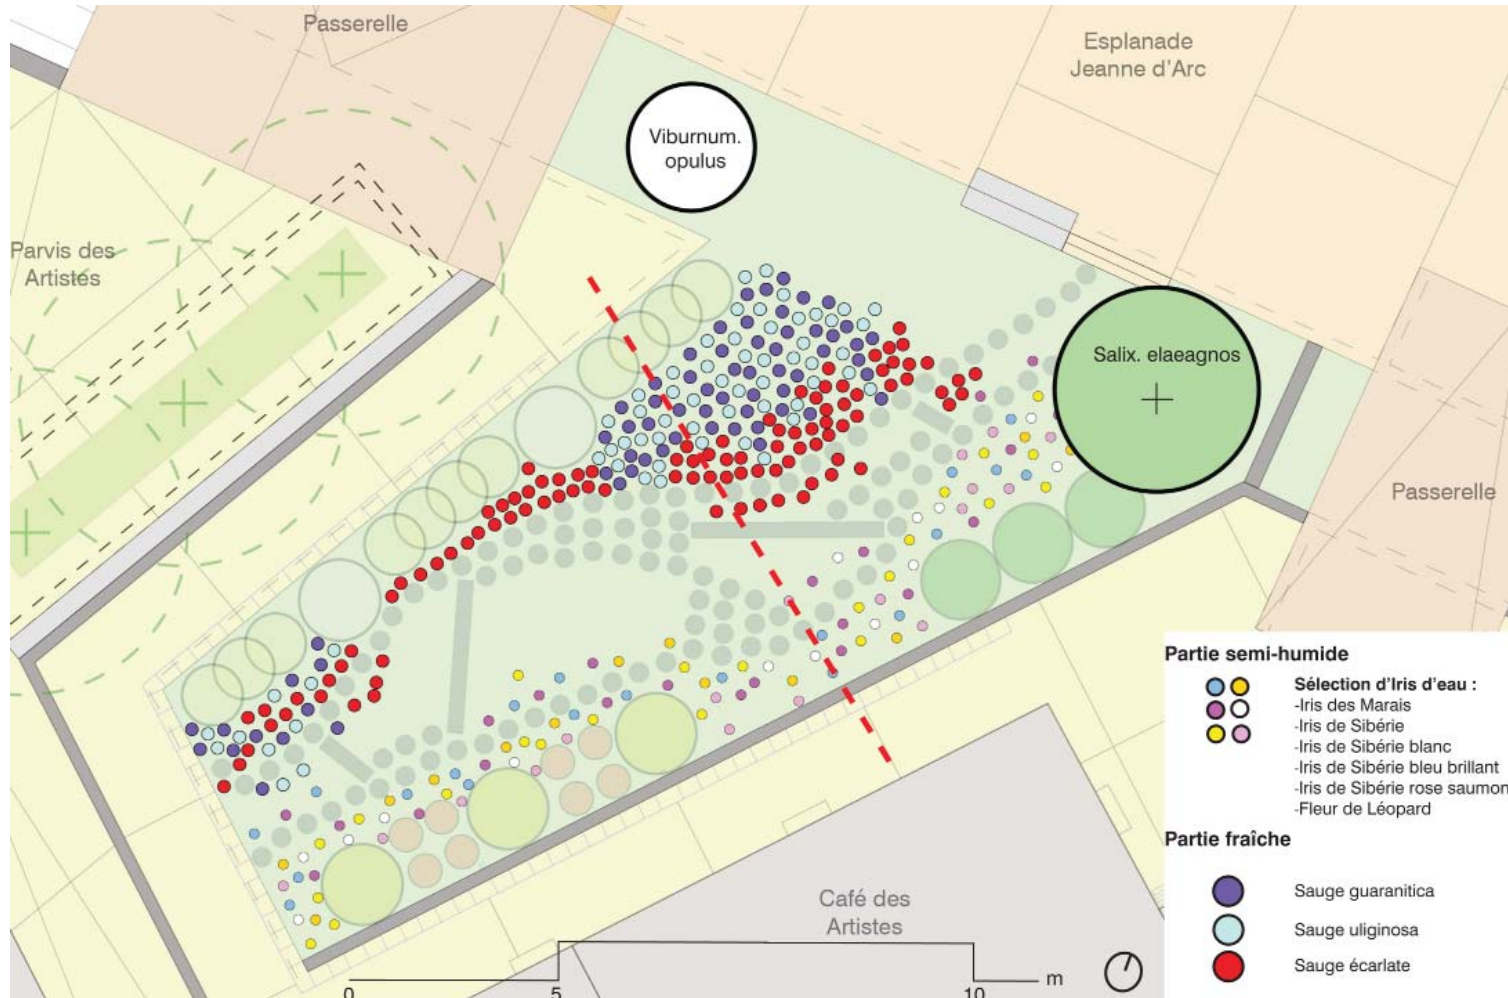 Passerelle
Esplanade
Jeanne d'Arc
Viburnum.
opulus
Parvis des
Artistes
Salix. elaeagnos
Passerelle
Café des
Artistes
0
5
10
m
Partie semi-humide
Sélection d'Iris d'eau :
-Iris des Marais
-Iris de Sibérie
-Iris de Sibérie blanc
-Iris de Sibérie bleu brillant
-Iris de Sibérie rose saumon
-Fleur de Léopard
Partie fraîche
Sauge guaranitica
Sauge uliginosa
Sauge écarlate